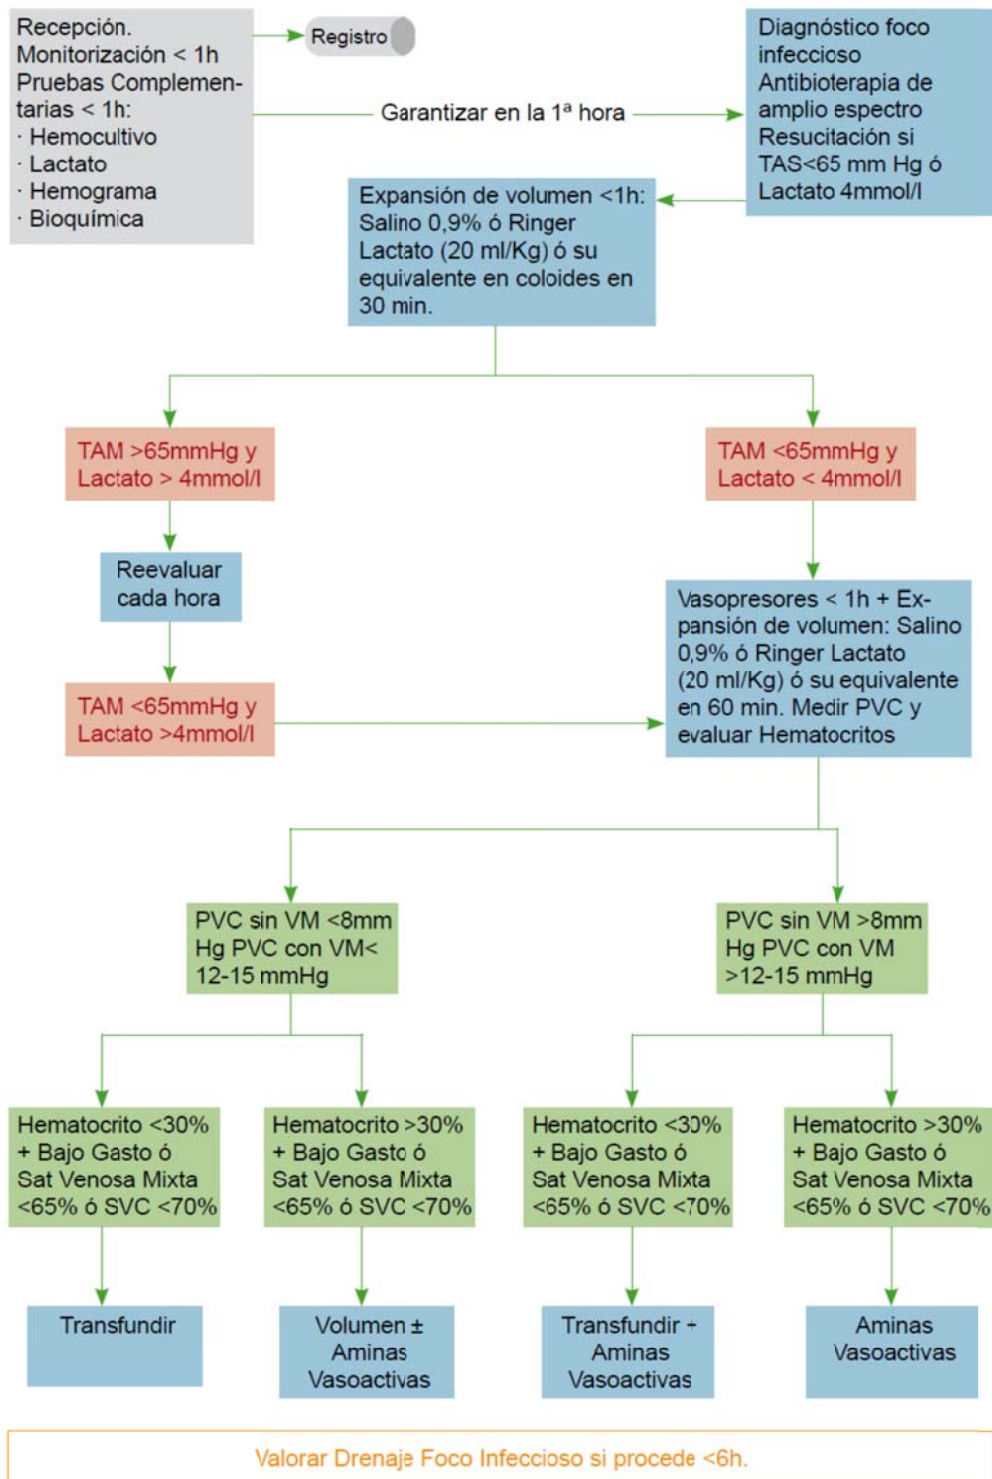 Recepción.
Monitorización < 1h
Pruebas Complemen-
tarias < 1h:
· Hemocultivo
· Lactato
· Hemograma
· Bioquímica
Registro
Garantizar en la 1ª hora
Diagnóstico foco
infeccioso
Antibioterapia de
amplio espectro
Resucitación si
TAS<65 mm Hg ó
Lactato 4mmol/l
Expansión de volumen <1h:
Salino 0,9% ó Ringer
Lactato (20 ml/Kg) ó su
equivalente en coloides en
30 min.
TAM >65mmHg y
Lactato > 4mmol/l
TAM <65mmHg y
Lactato < 4mmol/l
Reevaluar
cada hora
Vasopresores < 1h + Ex-
pansión de volumen: Salino
0,9% ó Ringer Lactato
(20 ml/Kg) ó su equivalente
en 60 min. Medir PVC y
evaluar Hematocritos
TAM <65mmHg y
Lactato >4mmol/l
PVC sin VM <8mm
Hg PVC con VM<
12-15 mmHg
PVC sin VM >8mm
Hg PVC con VM
>12-15 mmHg
Hematocrito <30%
+ Bajo Gasto ó
Sat Venosa Mixta
<65% ó SVC <70%
Hematocrito >30%
+ Bajo Gasto ó
Sat Venosa Mixta
<65% ó SVC <70%
Hematocrito <30%
+ Bajo Gasto ó
Sat Venosa Mixta
<65% ó SVC <70%
Hematocrito >30%
+ Bajo Gasto ó
Sat Venosa Mixta
<65% ó SVC <70%
Transfundir
Volumen ±
Aminas
Vasoactivas
Transfundir +
Aminas
Vasoactivas
Aminas
Vasoactivas
Valorar Drenaje Foco Infeccioso si procede <6h.